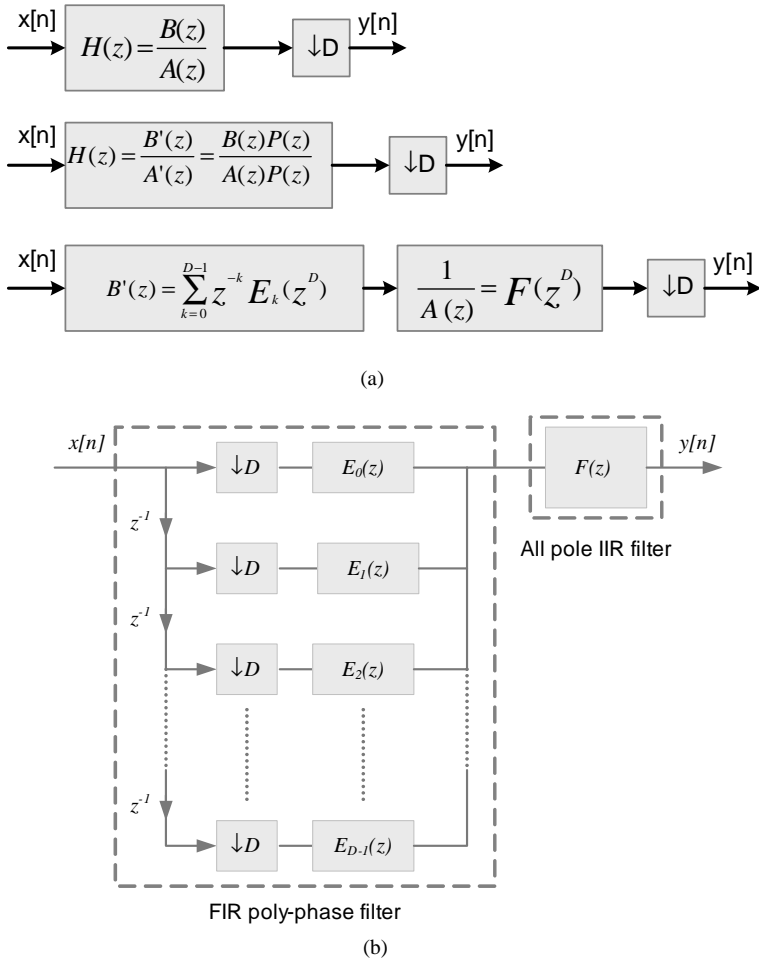 x[n] H(z) = B(z) / A(z) ↓D y[n]
x[n] H(z) = B'(z) / A'(z) = B(z)P(z) / A(z)P(z) ↓D y[n]
x[n] B'(z) = ∑_{k=0}^{D-1} z^{-k} E_k(z^D) 1 / A (z) = F(z^D) ↓D y[n]
(a)
x[n] ↓D E_0(z) F(z) y[n]
z^{-1}
All pole IIR filter
↓D E_1(z)
z^{-1}
↓D E_2(z)
z^{-1}
↓D E_{D-1}(z)
FIR poly-phase filter
(b)